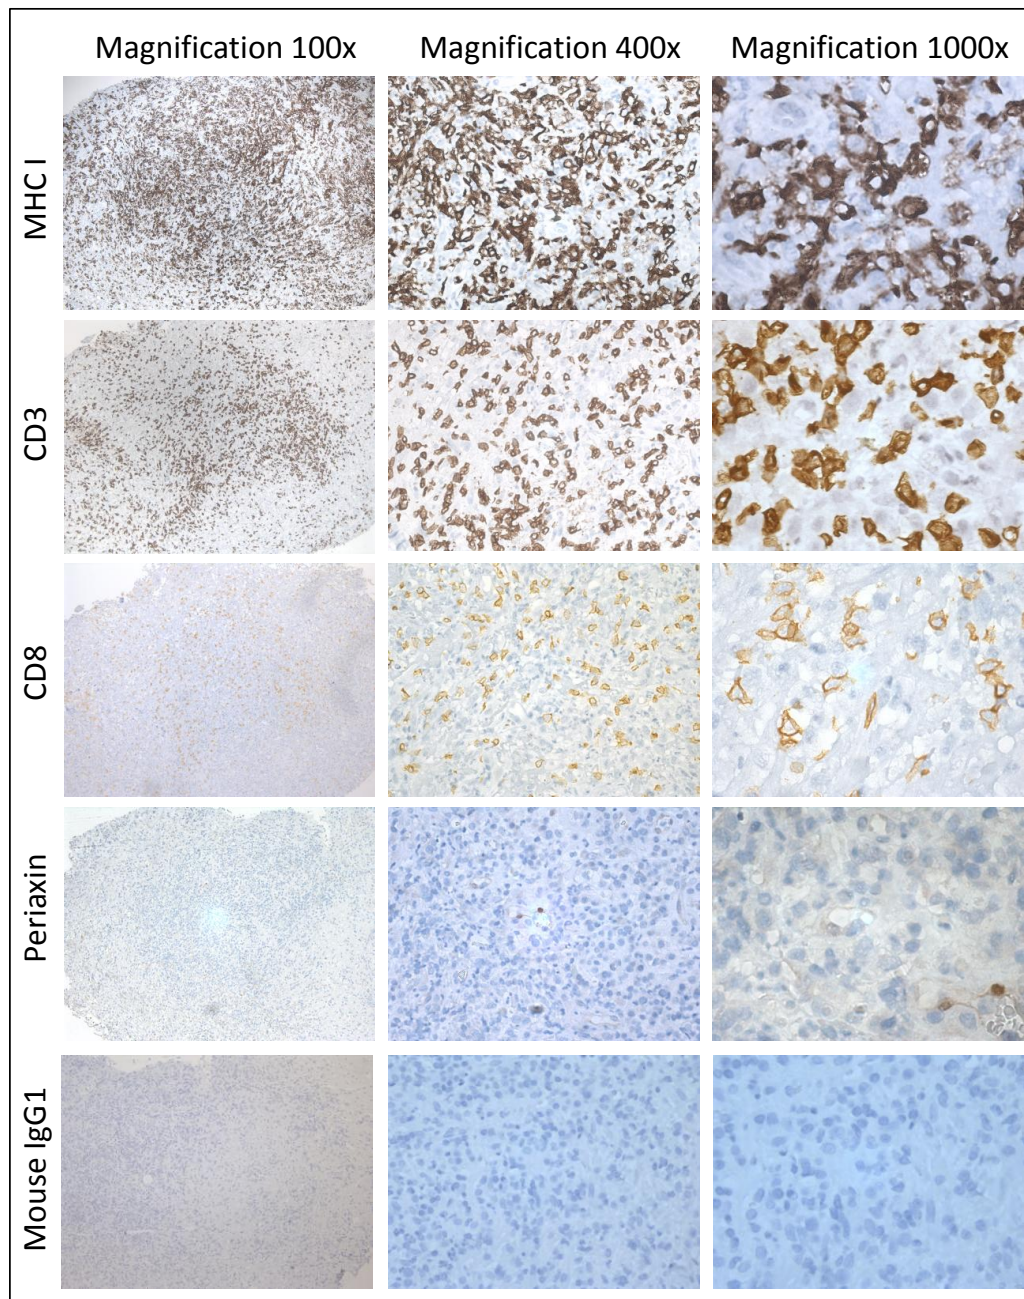 Magnification 100x
Magnification 400x
Magnification 1000x
MHC I
CD3
CD8
Periaxin
Mouse IgG1